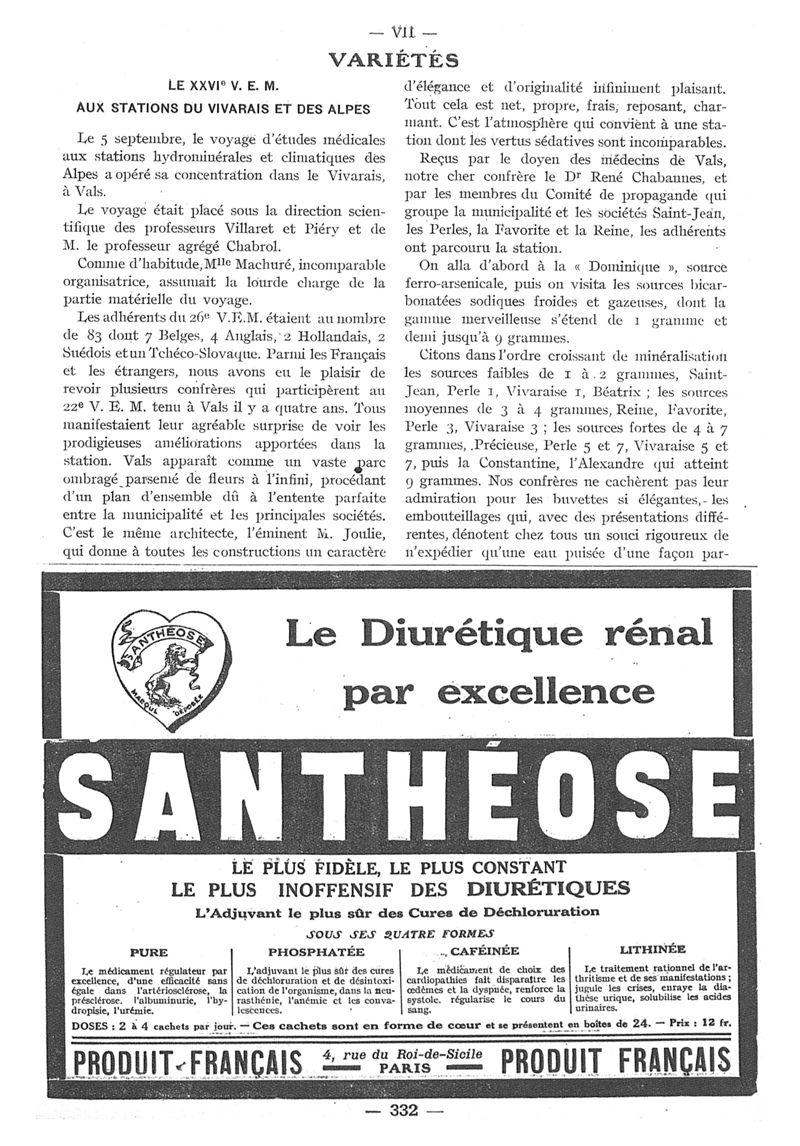 — VII —
VARIÉTÉS
LE XXVIᵉ V. E. M.
AUX STATIONS DU VIVARAIS ET DES ALPES
Le 5 septembre, le voyage d'études médicales
aux stations hydrominérales et climatiques des
Alpes a opéré sa concentration dans le Vivarais,
à Vals.
Le voyage était placé sous la direction scien-
tifique des professeurs Villaret et Piéry et de
M. le professeur agrégé Chabrol.
Comme d'habitude, Mˡˡᵉ Machuré, incomparable
organisatrice, assumait la lourde charge de la
partie matérielle du voyage.
Les adhérents du 26ᵉ V.E.M. étaient au nombre
de 83 dont 7 Belges, 4 Anglais, 2 Hollandais, 2
Suédois et un Tchéco-Slovaque. Parmi les Français
et les étrangers, nous avons eu le plaisir de
revoir plusieurs confrères qui participèrent au
22ᵉ V. E. M. tenu à Vals il y a quatre ans. Tous
manifestaient leur agréable surprise de voir les
prodigieuses améliorations apportées dans la
station. Vals apparaît comme un vaste parc
ombragé parsemé de fleurs à l'infini, procédant
d'un plan d'ensemble dû à l'entente parfaite
entre la municipalité et les principales sociétés.
C'est le même architecte, l'éminent M. Joulie,
qui donne à toutes les constructions un caractère
d'élégance et d'originalité infiniment plaisant.
Tout cela est net, propre, frais, reposant, char-
mant. C'est l'atmosphère qui convient à une sta-
tion dont les vertus sédatives sont incomparables.
Reçus par le doyen des médecins de Vals,
notre cher confrère le Dʳ René Chabannes, et
par les membres du Comité de propagande qui
groupe la municipalité et les sociétés Saint-Jean,
les Perles, la Favorite et la Reine, les adhérents
ont parcouru la station.
On alla d'abord à la « Dominique », source
ferro-arsenicale, puis on visita les sources bicar-
bonatées sodiques froides et gazeuses, dont la
gamme merveilleuse s'étend de 1 gramme et
demi jusqu'à 9 grammes.
Citons dans l'ordre croissant de minéralisation
les sources faibles de 1 à 2 grammes, Saint-
Jean, Perle 1, Vivaraise 1, Béatrix ; les sources
moyennes de 3 à 4 grammes, Reine, Favorite,
Perle 3, Vivaraise 3 ; les sources fortes de 4 à 7
grammes, Précieuse, Perle 5 et 7, Vivaraise 5 et
7, puis la Constantine, l'Alexandre qui atteint
9 grammes. Nos confrères ne cachèrent pas leur
admiration pour les buvettes si élégantes, les
embouteillages qui, avec des présentations diffé-
rentes, dénotent chez tous un souci rigoureux de
n'expédier qu'une eau puisée d'une façon par-
SANTHÉOSE
MARQUE DÉPOSÉE
Le Diurétique rénal
par excellence
SANTHÉOSE
LE PLUS FIDÈLE, LE PLUS CONSTANT
LE PLUS INOFFENSIF DES DIURÉTIQUES
L'Adjuvant le plus sûr des Cures de Déchloruration
SOUS SES QUATRE FORMES
PURE
Le médicament régulateur par
excellence, d'une efficacité sans
égale dans l'artériosclérose, la
présclérose, l'albuminurie, l'hy-
dropisie, l'urémie.
PHOSPHATÉE
L'adjuvant le plus sûr des cures
de déchloruration et de désintoxi-
cation de l'organisme, dans la neu-
rasthénie, l'anémie et les conva-
lescences.
CAFÉINÉE
Le médicament de choix des
cardiopathies fait disparaître les
œdèmes et la dyspnée, renforce la
systole, régularise le cours du
sang.
LITHINÉE
Le traitement rationnel de l'ar-
thritisme et de ses manifestations ;
jugule les crises, enraye la dia-
thèse urique, solubilise les acides
urinaires.
DOSES : 2 à 4 cachets par jour. — Ces cachets sont en forme de cœur et se présentent en boîtes de 24. — Prix : 12 fr.
PRODUIT FRANÇAIS
4, rue du Roi-de-Sicile
PARIS
PRODUIT FRANÇAIS
— 332 —